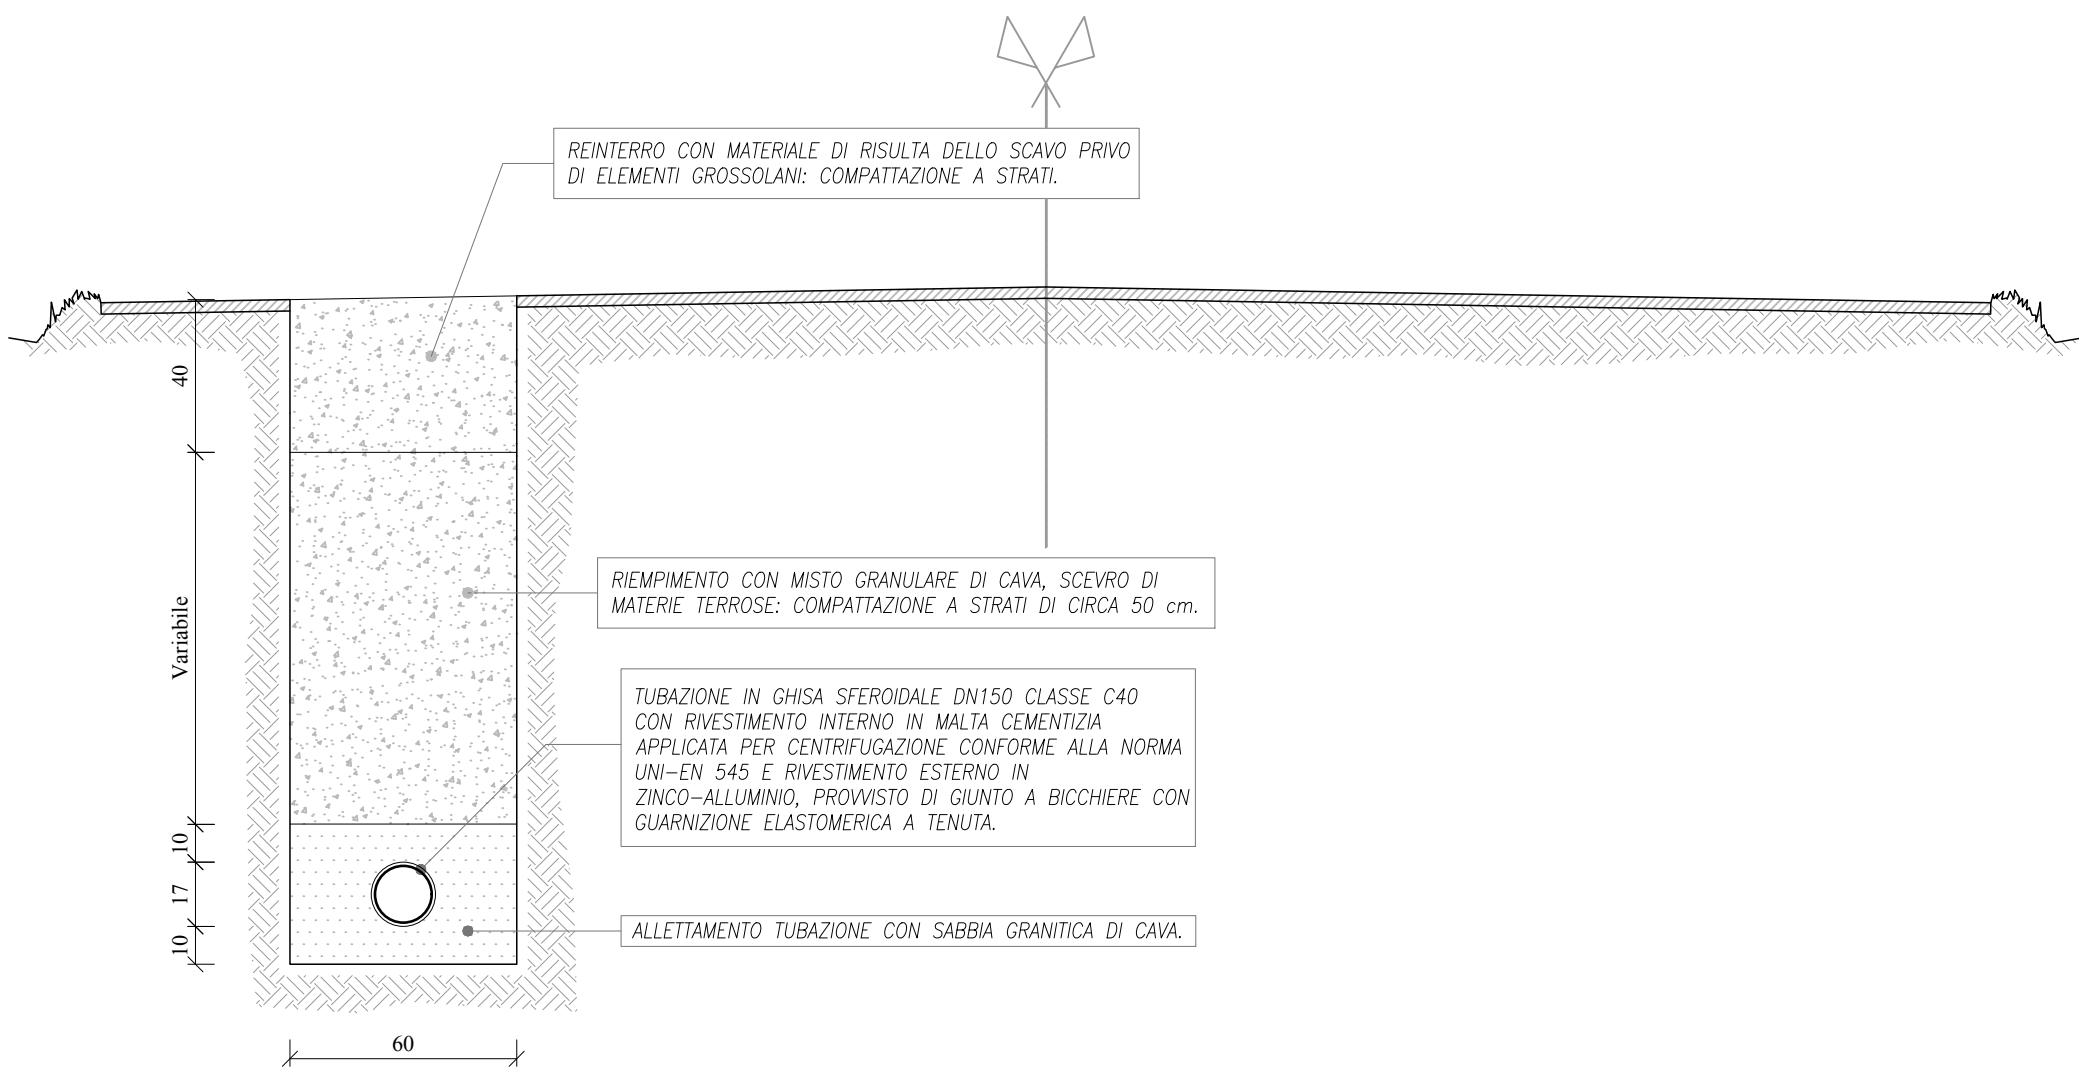 REINTERRO CON MATERIALE DI RISULTA DELLO SCAVO PRIVO
DI ELEMENTI GROSSOLANI: COMPATTAZIONE A STRATI.
40
RIEMPIMENTO CON MISTO GRANULARE DI CAVA, SCEVRO DI
MATERIE TERROSE: COMPATTAZIONE A STRATI DI CIRCA 50 cm.
Variabile
TUBAZIONE IN GHISA SFEROIDALE DN150 CLASSE C40
CON RIVESTIMENTO INTERNO IN MALTA CEMENTIZIA
APPLICATA PER CENTRIFUGAZIONE CONFORME ALLA NORMA
UNI-EN 545 E RIVESTIMENTO ESTERNO IN
ZINCO-ALLUMINIO, PROVVISTO DI GIUNTO A BICCHIERE CON
GUARNIZIONE ELASTOMERICA A TENUTA.
10
17
10
ALLETTAMENTO TUBAZIONE CON SABBIA GRANITICA DI CAVA.
60